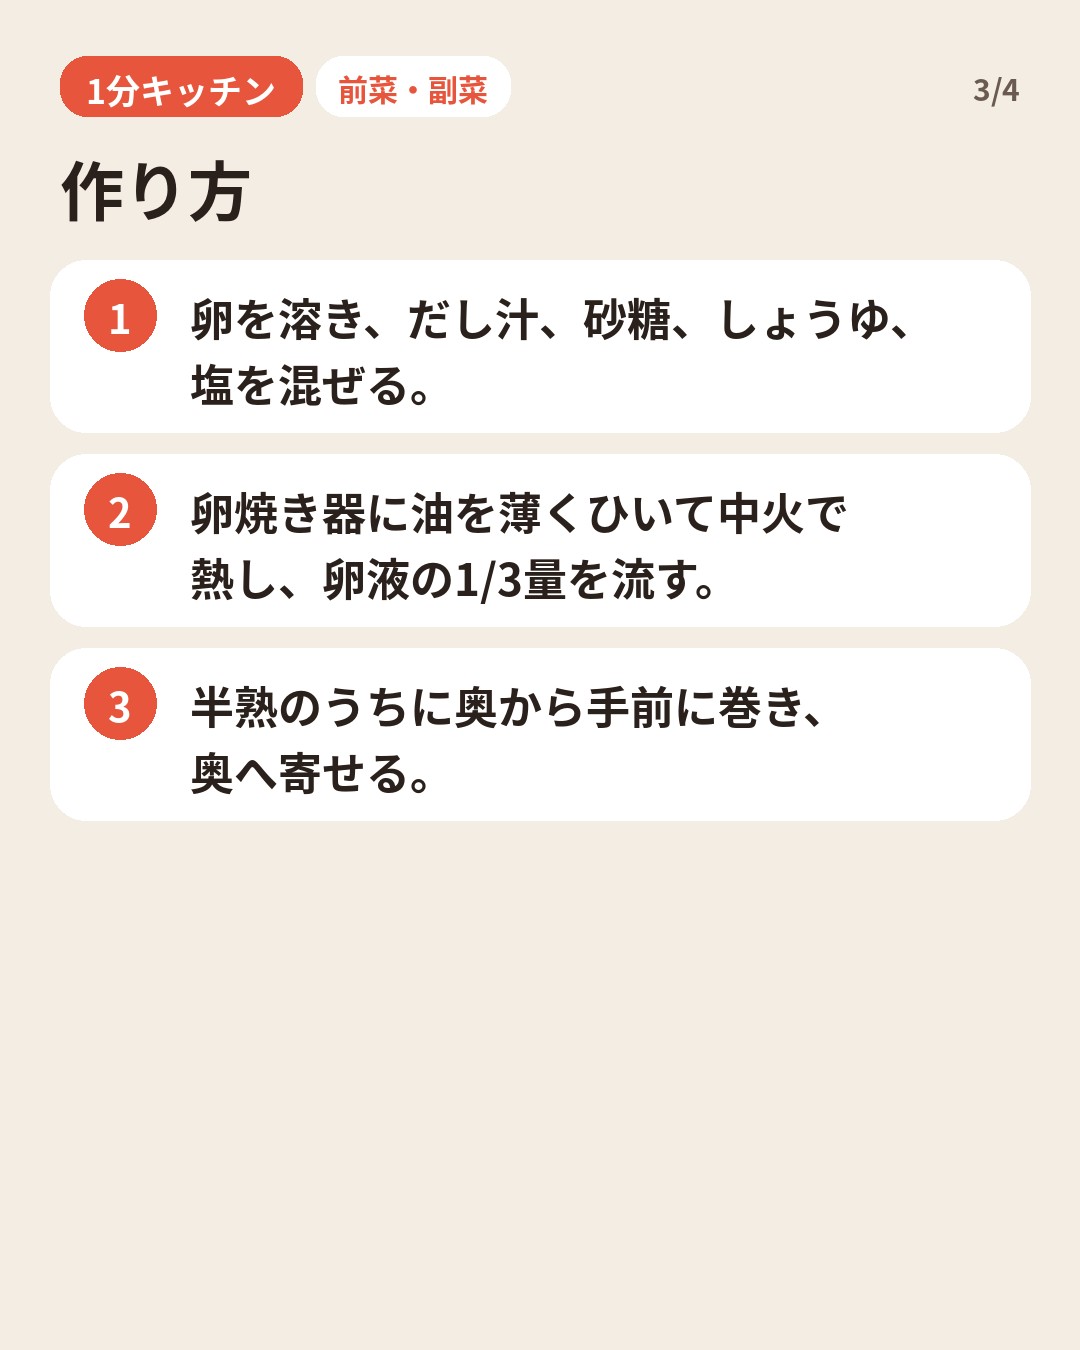 1分キッチン
前菜・副菜
3/4
作り方
1
卵を溶き、だし汁、砂糖、しょうゆ、
塩を混ぜる。
2
卵焼き器に油を薄くひいて中火で
熱し、卵液の1/3量を流す。
3
半熟のうちに奥から手前に巻き、
奥へ寄せる。